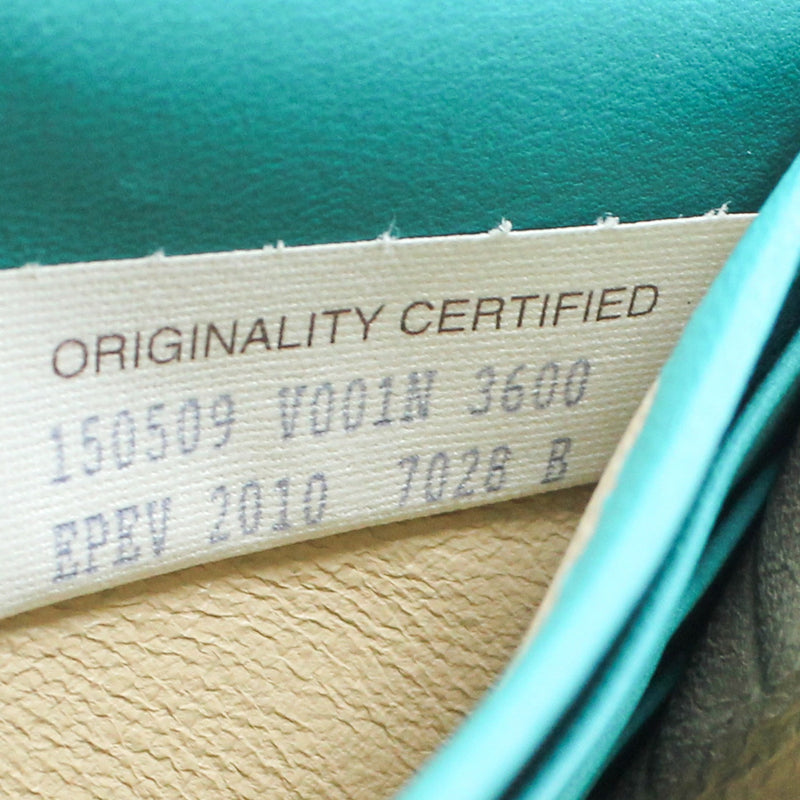 ORIGINALITY CERTIFIED
150509 V001N 3600
EPEV 2010 7028 B